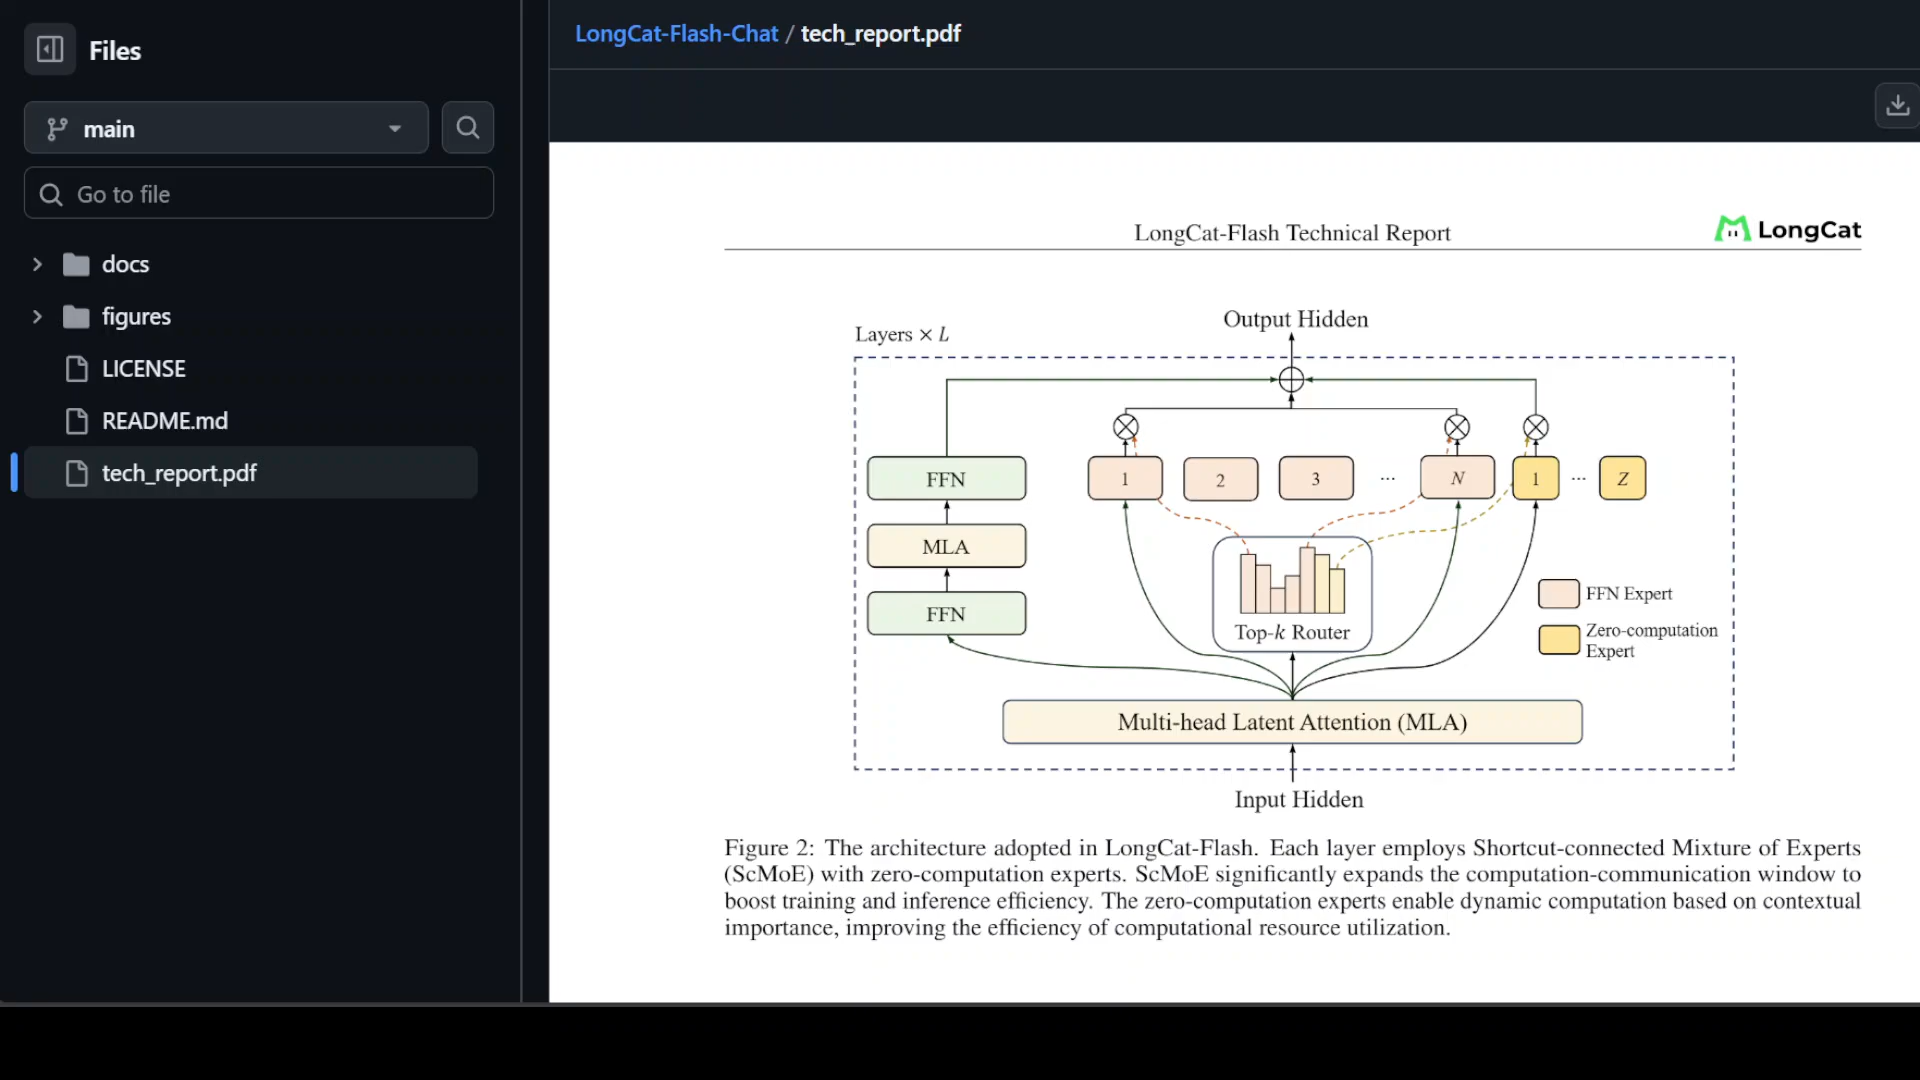 Files
main
Go to file
docs
figures
LICENSE
README.md
tech_report.pdf
LongCat-Flash-Chat / tech_report.pdf
LongCat-Flash Technical Report
LongCat
Output Hidden
Layers × L
FFN
MLA
FFN
1 2 3 ... N 1 ... Z
Top-k Router
FFN Expert
Zero-computation
Expert
Multi-head Latent Attention (MLA)
Input Hidden
Figure 2: The architecture adopted in LongCat-Flash. Each layer employs Shortcut-connected Mixture of Experts
(ScMoE) with zero-computation experts. ScMoE significantly expands the computation-communication window to
boost training and inference efficiency. The zero-computation experts enable dynamic computation based on contextual
importance, improving the efficiency of computational resource utilization.